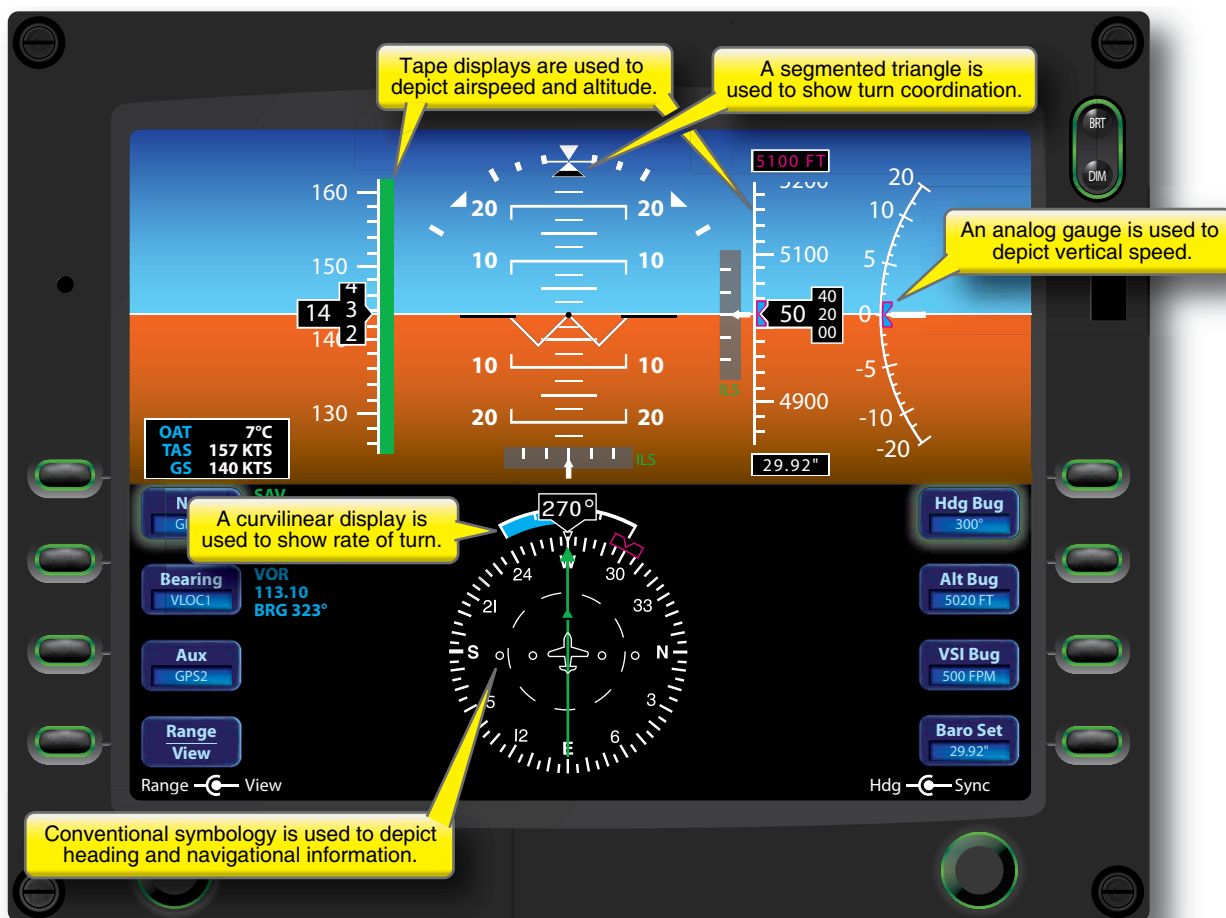 Tape displays are used to
depict airspeed and altitude.
A segmented triangle is
used to show turn coordination.
BRT
DIM
An analog gauge is used to
depict vertical speed.
160
150
140
130
14
4
3
2
20 20
10 10
10 10
20 20
ILS
ILS
5100 FT
5200
5100
4900
50
40
20
00
29.92"
20
10
5
0
-5
-10
-20
OAT 7°C
TAS 157 KTS
GS 140 KTS
A curvilinear display is
used to show rate of turn.
270°
Bearing
VLOC1
VOR
113.10
BRG 323°
Aux
GPS2
Range
View
Range View
24
W
30
21
33
S
N
3
12
E
6
Hdg Bug
300°
Alt Bug
5020 FT
VSI Bug
500 FPM
Baro Set
29.92"
Hdg Sync
Conventional symbology is used to depict
heading and navigational information.